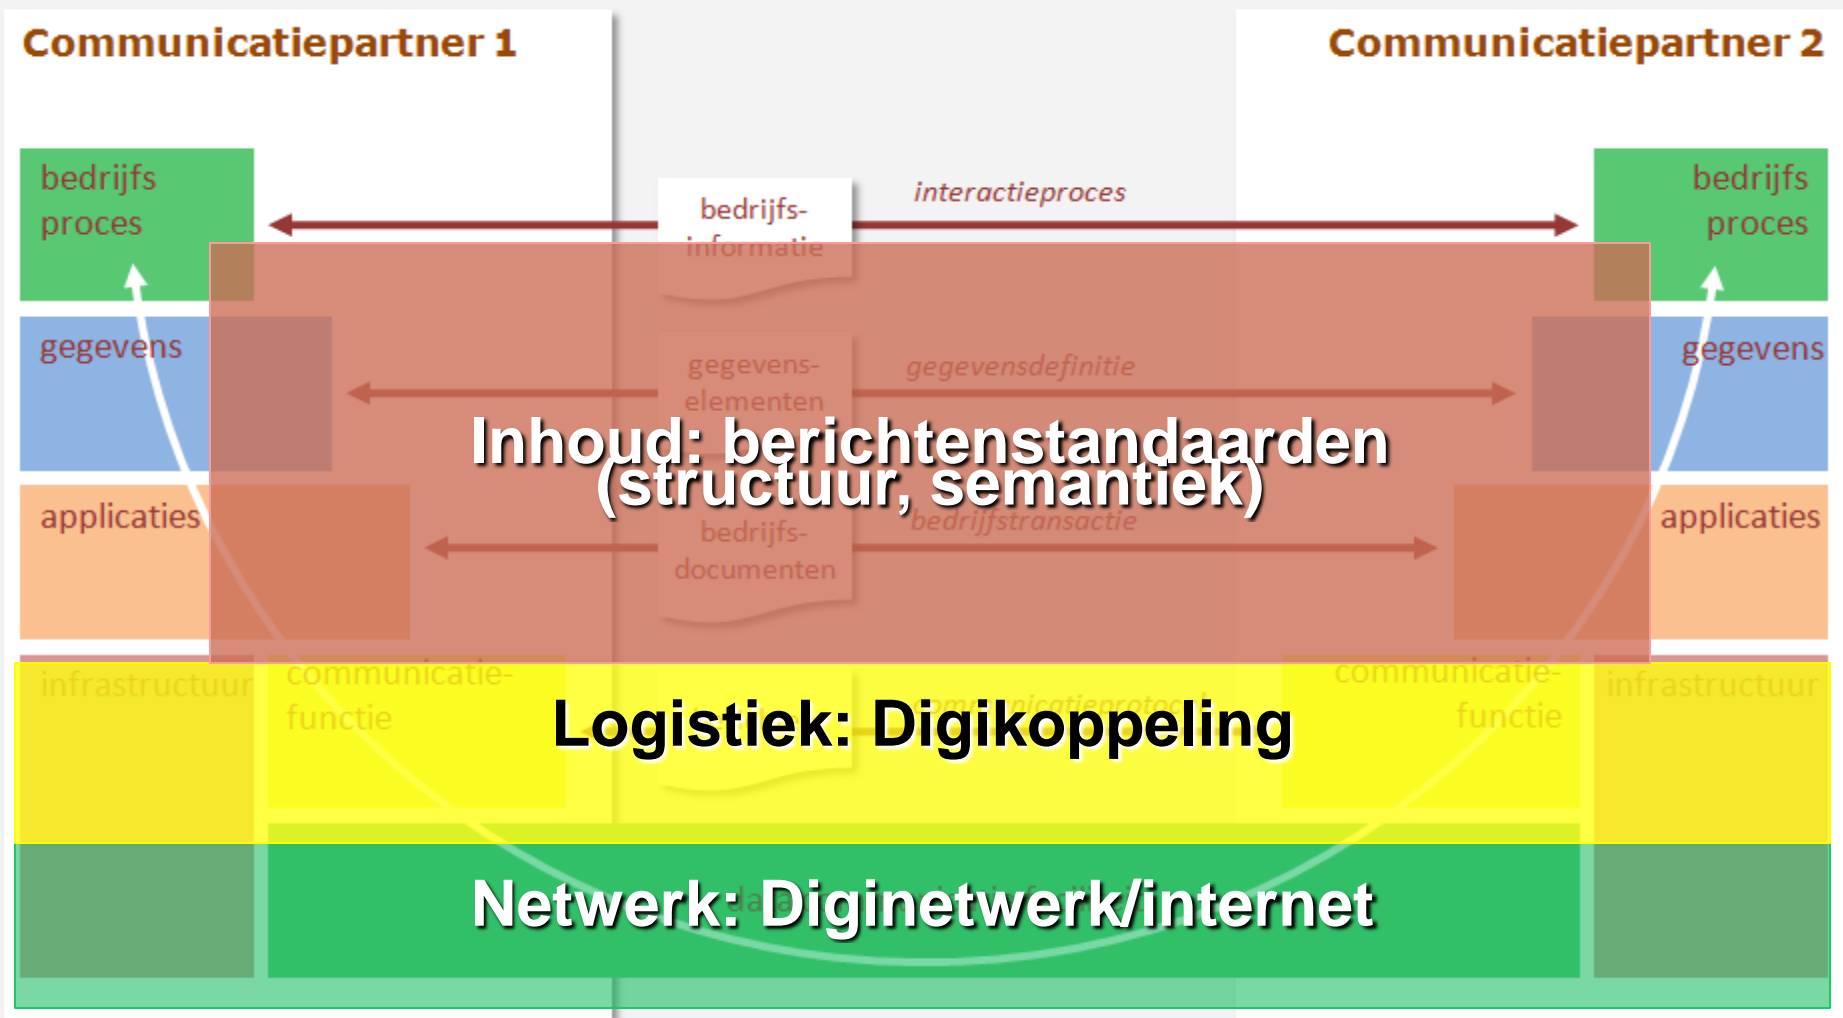 Communicatiepartner 1
Communicatiepartner 2
bedrijfs
proces
bedrijfs-
informatie
interactieproces
bedrijfs
proces
gegevens
gegevens-
elementen
gegevensdefinitie
gegevens
Inhoud: berichtenstandaarden
(structuur, semantiek)
applicaties
bedrijfs-
documenten
bedrijfstransactie
applicaties
infrastructuur
communicatie-
functie
communicatieprotocol
communicatie-
functie
infrastructuur
Logistiek: Digikoppeling
Netwerk: Diginetwerk/internet